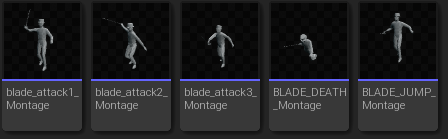 blade_attack1_
Montage
blade_attack2_
Montage
blade_attack3_
Montage
BLADE_DEATH
_Montage
BLADE_JUMP_
Montage